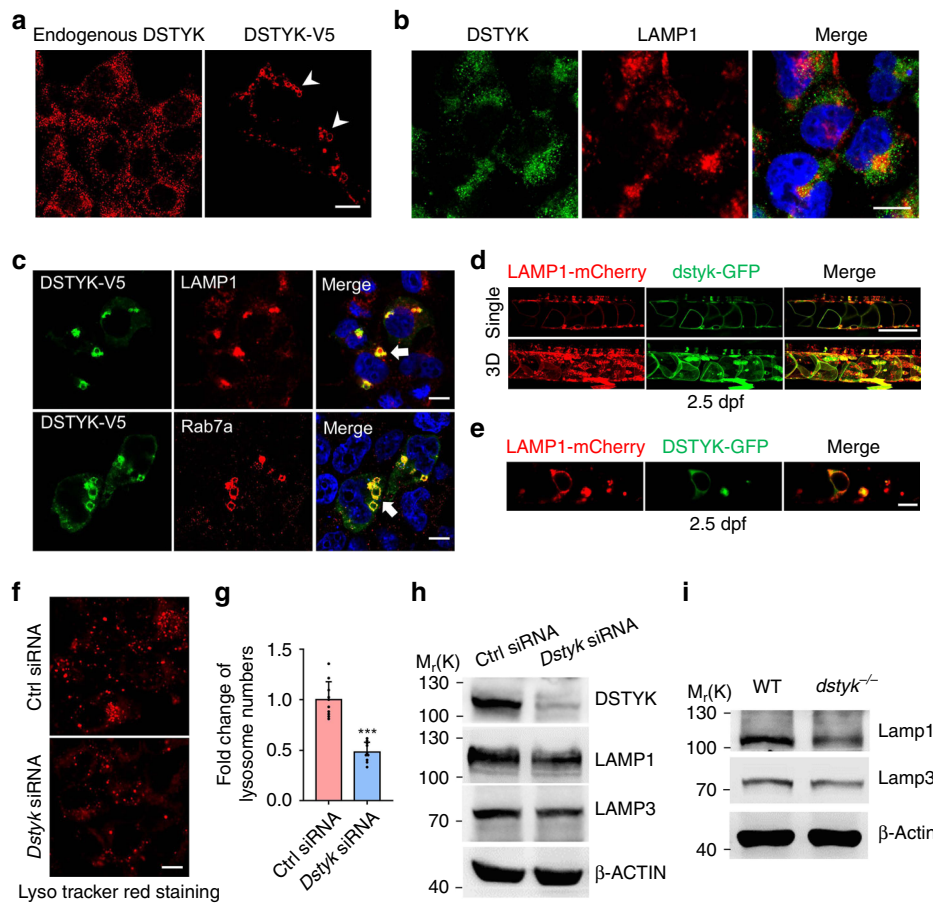 a
Endogenous DSTYK
DSTYK-V5
b
DSTYK
LAMP1
Merge
c
DSTYK-V5
LAMP1
Merge
DSTYK-V5
Rab7a
Merge
d
LAMP1-mCherry
dstyk-GFP
Merge
Single
3D
2.5 dpf
e
LAMP1-mCherry
DSTYK-GFP
Merge
2.5 dpf
f
Ctrl siRNA
Dstyk siRNA
Lyso tracker red staining
g
Fold change of
lysosome numbers
1.5
1.0
0.5
0.0
***
Ctrl siRNA
Dstyk siRNA
h
Mr(K)
Ctrl siRNA
Dstyk siRNA
130
100
DSTYK
130
100
LAMP1
70
LAMP3
40
β-ACTIN
i
Mr(K)
WT
dstyk−/−
130
100
Lamp1
70
Lamp3
40
β-Actin